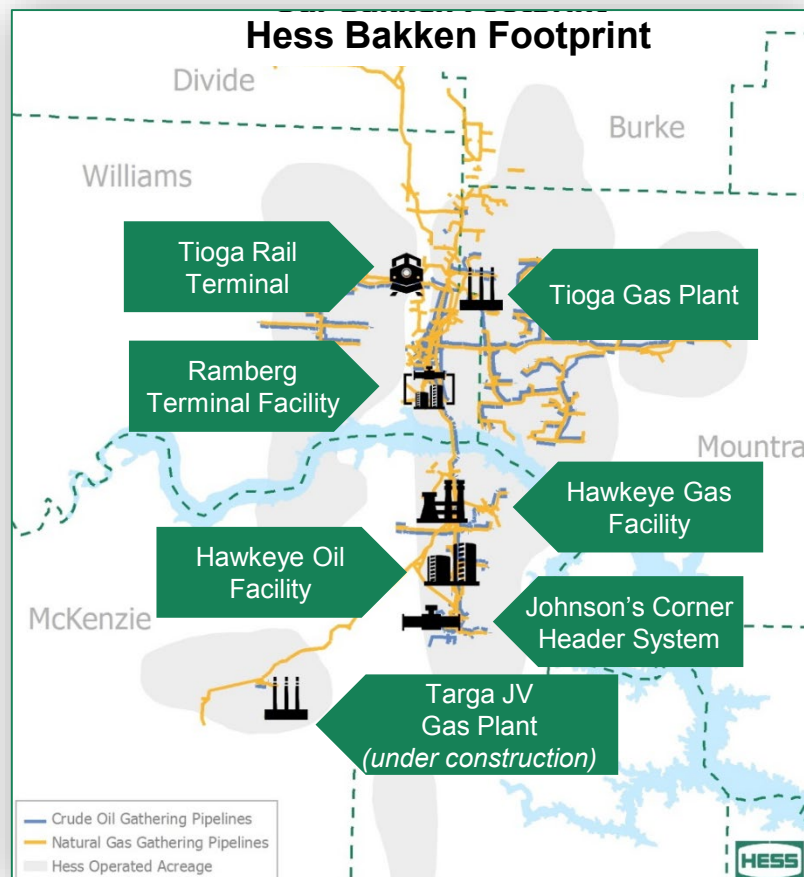 Hess Bakken Footprint
Divide
Burke
Williams
Tioga Rail
Terminal
Tioga Gas Plant
Ramberg
Terminal Facility
Mountra
Hawkeye Gas
Facility
Hawkeye Oil
Facility
McKenzie
Johnson’s Corner
Header System
Targa JV
Gas Plant
(under construction)
Crude Oil Gathering Pipelines
Natural Gas Gathering Pipelines
Hess Operated Acreage
HESS